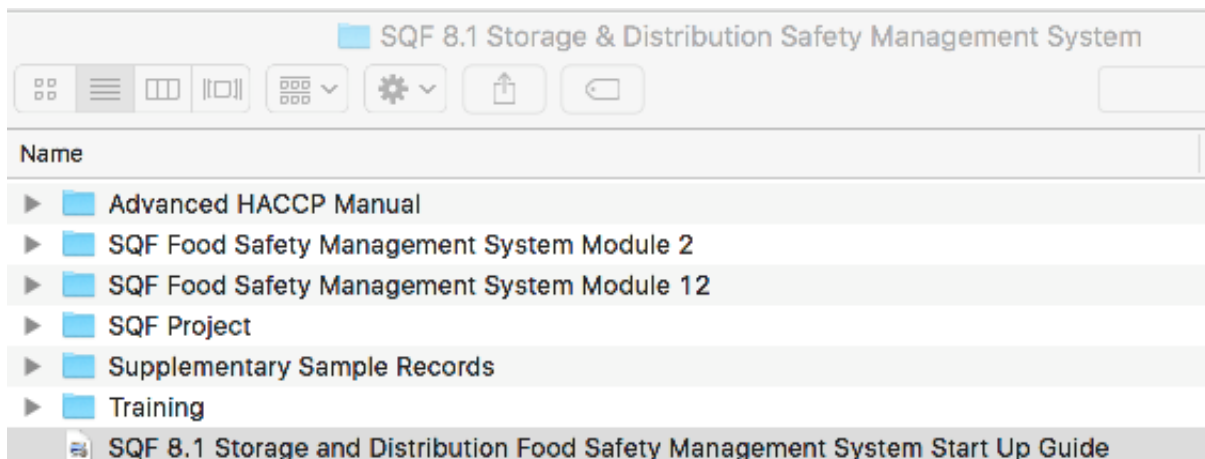 SQF 8.1 Storage & Distribution Safety Management System
Name
Advanced HACCP Manual
SQF Food Safety Management System Module 2
SQF Food Safety Management System Module 12
SQF Project
Supplementary Sample Records
Training
SQF 8.1 Storage and Distribution Food Safety Management System Start Up Guide